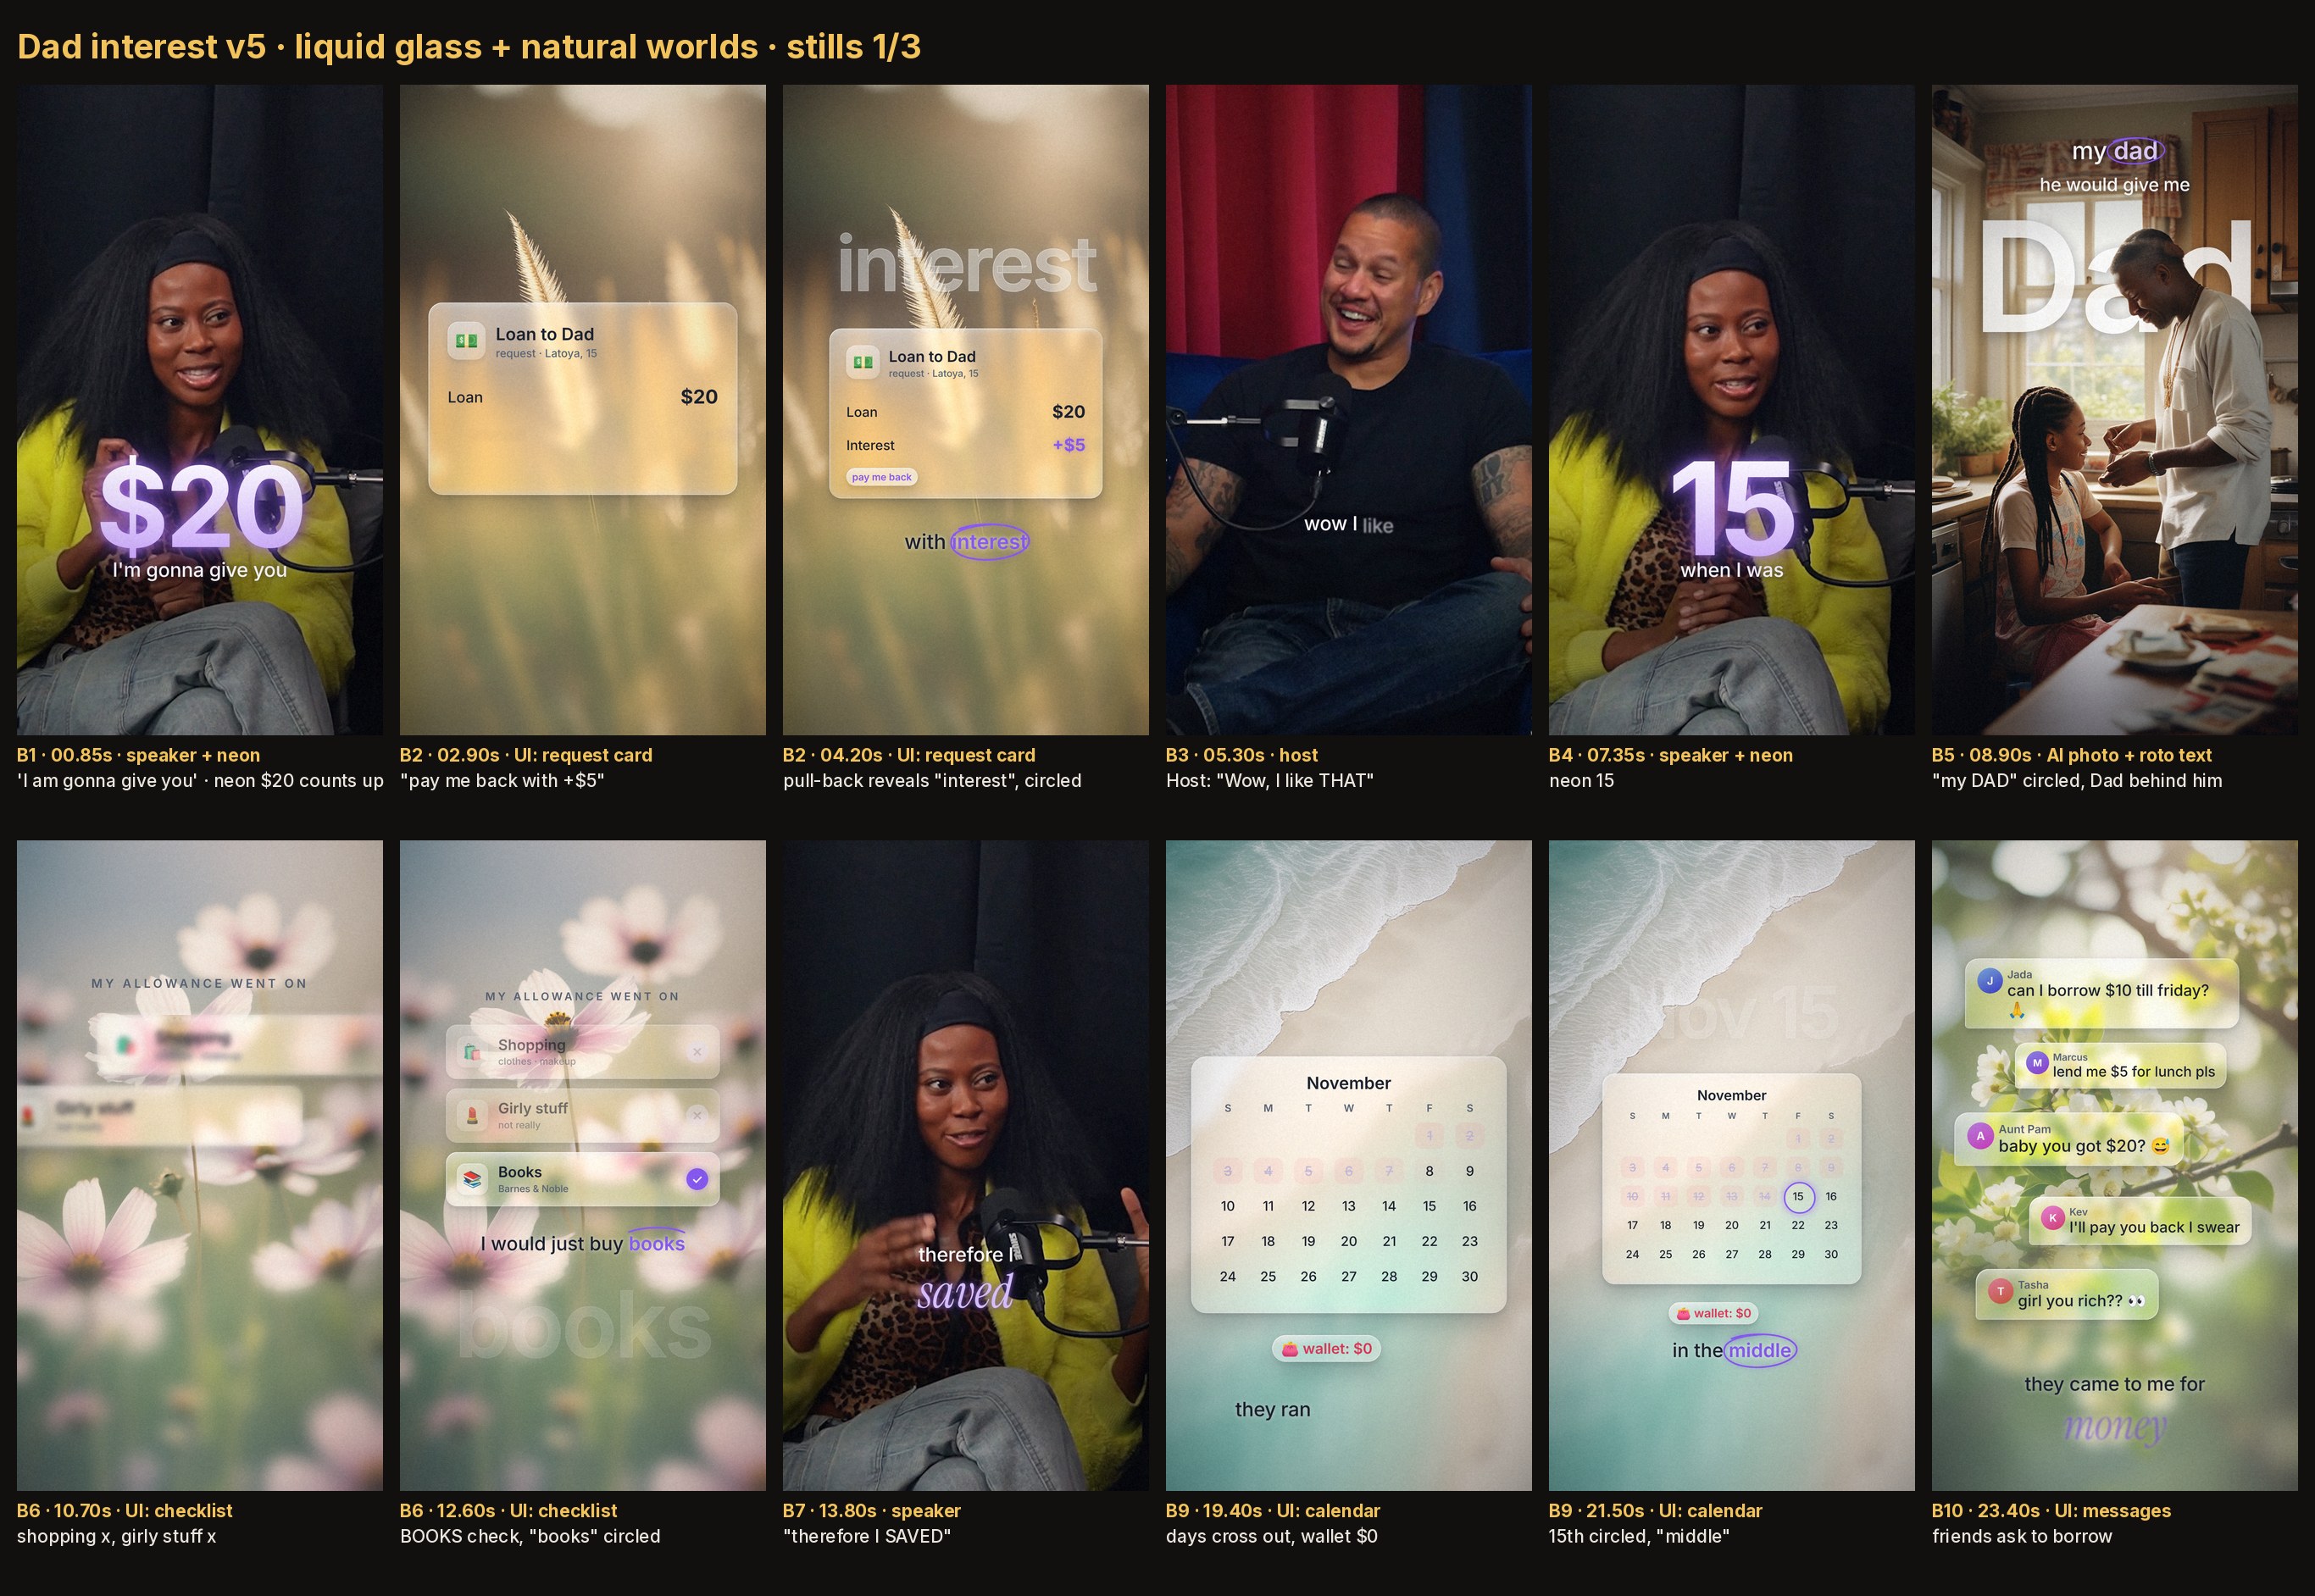 Dad interest v5 · liquid glass + natural worlds · stills 1/3
$20
I'm gonna give you
B1 · 00.85s · speaker + neon
'I am gonna give you' · neon $20 counts up
Loan to Dad
request · Latoya, 15
Loan $20
B2 · 02.90s · UI: request card
"pay me back with +$5"
interest
Loan to Dad
request · Latoya, 15
Loan $20
Interest +$5
pay me back
with interest
B2 · 04.20s · UI: request card
pull-back reveals "interest", circled
wow I like
B3 · 05.30s · host
Host: "Wow, I like THAT"
15
when I was
B4 · 07.35s · speaker + neon
neon 15
my dad
he would give me
Dad
B5 · 08.90s · AI photo + roto text
"my DAD" circled, Dad behind him
MY ALLOWANCE WENT ON
Shopping
Girly stuff
B6 · 10.70s · UI: checklist
shopping x, girly stuff x
MY ALLOWANCE WENT ON
Shopping
clothes · makeup
Girly stuff
not really
Books
Barnes & Noble
I would just buy books
books
B6 · 12.60s · UI: checklist
BOOKS check, "books" circled
therefore I
saved
B7 · 13.80s · speaker
"therefore I SAVED"
November
S M T W T F S
1 2
3 4 5 6 7 8 9
10 11 12 13 14 15 16
17 18 19 20 21 22 23
24 25 26 27 28 29 30
👛 wallet: $0
they ran
B9 · 19.40s · UI: calendar
days cross out, wallet $0
Nov 15
November
S M T W T F S
1 2
3 4 5 6 7 8 9
10 11 12 13 14 15 16
17 18 19 20 21 22 23
24 25 26 27 28 29 30
👛 wallet: $0
in the middle
B9 · 21.50s · UI: calendar
15th circled, "middle"
J
Jada
can I borrow $10 till friday?
🙏
M
Marcus
lend me $5 for lunch pls
A
Aunt Pam
baby you got $20? 😅
K
Kev
I'll pay you back I swear
T
Tasha
girl you rich?? 👀
they came to me for
money
B10 · 23.40s · UI: messages
friends ask to borrow